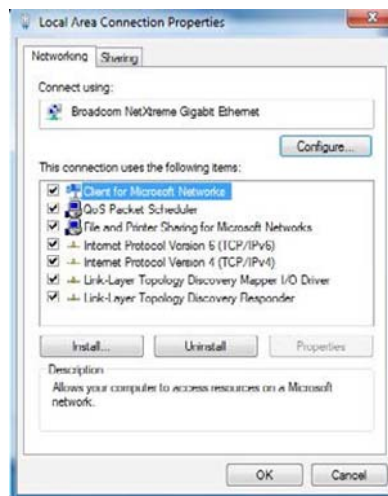 Local Area Connection Properties
Networking
Sharing
Connect using:
Broadcom NetXtreme Gigabit Ethernet
Configure...
This connection uses the following items:
Client for Microsoft Networks
QoS Packet Scheduler
File and Printer Sharing for Microsoft Networks
Internet Protocol Version 6 (TCP/IPv6)
Internet Protocol Version 4 (TCP/IPv4)
Link-Layer Topology Discovery Mapper I/O Driver
Link-Layer Topology Discovery Responder
Install...
Uninstall
Properties
Description
Allows your computer to access resources on a Microsoft
network.
OK
Cancel